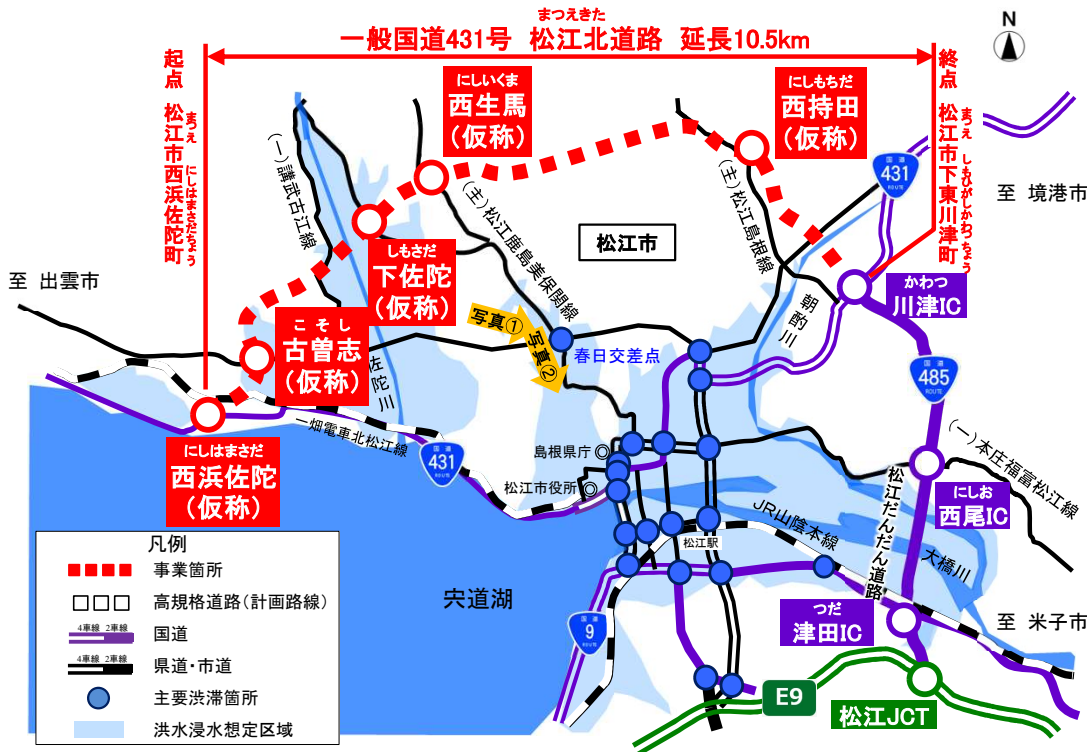 まつえきた
一般国道431号 松江北道路 延長10.5km
N
起点 松江市西浜佐陀町
まつえ にしはまさだちょう
終点 松江市下東川津町
まつえ しもひがしかわつちょう
にしいくま
西生馬
(仮称)
にしもちだ
西持田
(仮称)
国道
431
ROUTE
至 境港市
(一)講武古江線
(主)松江鹿島美保関線
(主)松江島根線
松江市
しもさだ
下佐陀
(仮称)
至 出雲市
かわつ
川津IC
朝酌川
こそし
古曽志
(仮称)
写真①
写真②
春日交差点
佐陀川
国道
485
ROUTE
にしはまさだ
西浜佐陀
(仮称)
一畑電車北松江線
国道
431
ROUTE
島根県庁
松江市役所
(一)本庄福富松江線
にしお
西尾IC
松江だんだん道路
JR山陰本線
松江駅
大橋川
宍道湖
国道
9
ROUTE
つだ
津田IC
至 米子市
E9
松江JCT
凡例
事業箇所
高規格道路(計画路線)
4車線 2車線
国道
4車線 2車線
県道・市道
主要渋滞箇所
洪水浸水想定区域